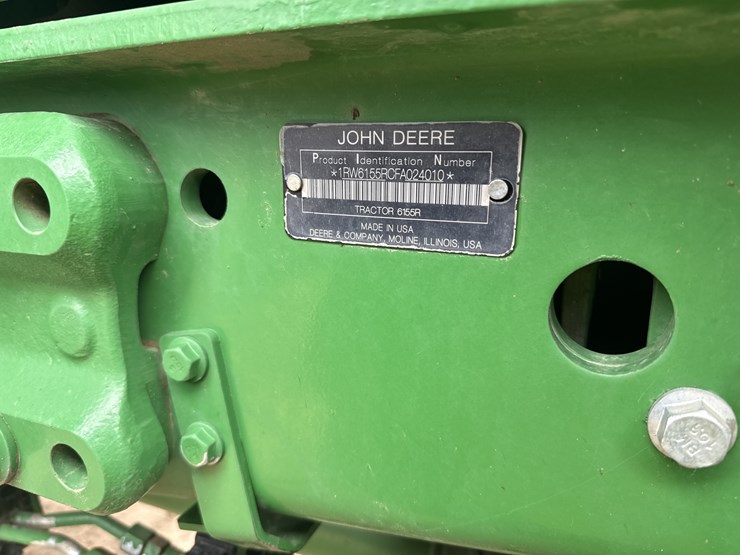 JOHN DEERE
Product Identification Number
*1RW6155RCFA024010*
TRACTOR 6155R
MADE IN USA
DEERE & COMPANY, MOLINE, ILLINOIS, USA